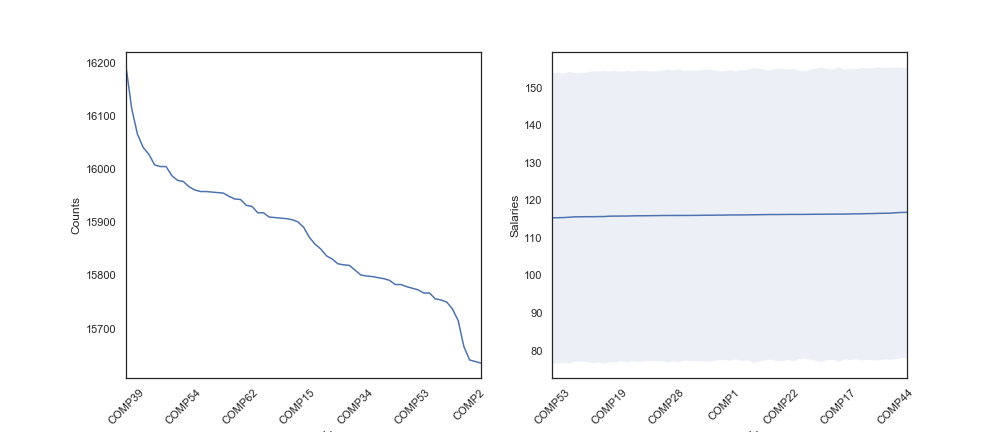 Counts
16200
16100
16000
15900
15800
15700
COMP39
COMP54
COMP62
COMP15
COMP34
COMP53
COMP2
Salaries
150
140
130
120
110
100
90
80
COMP53
COMP19
COMP28
COMP1
COMP22
COMP17
COMP44